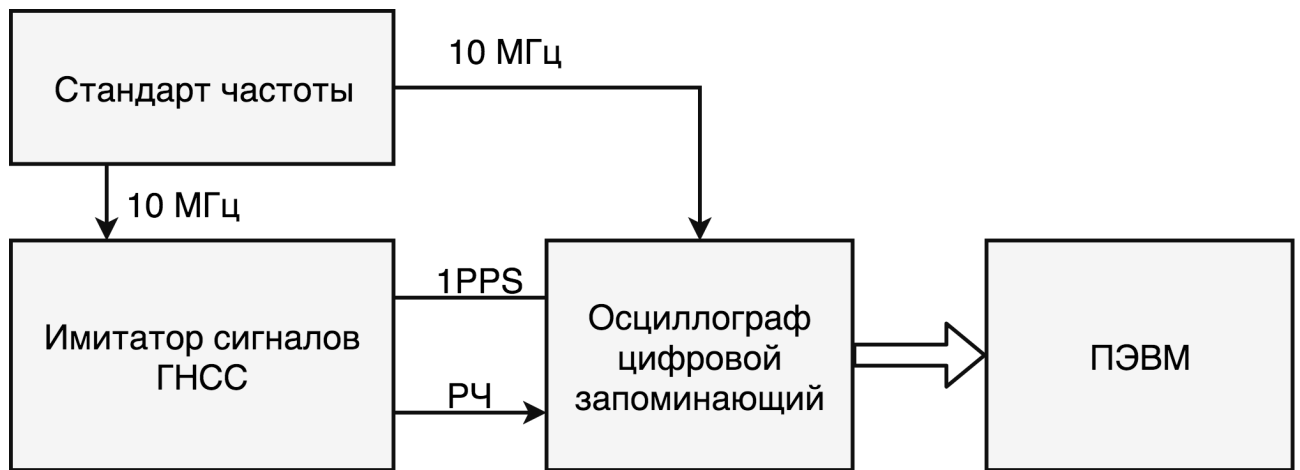 Стандарт частоты
10 МГц
10 МГц
Имитатор сигналов
ГНСС
1PPS
РЧ
Осциллограф
цифровой
запоминающий
ПЭВМ